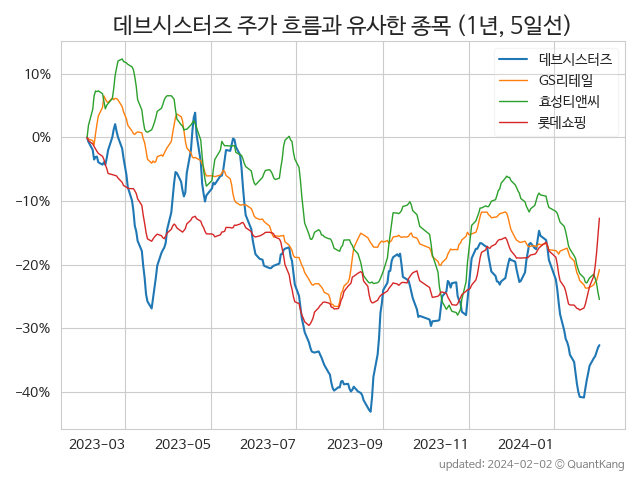 데브시스터즈 주가 흐름과 유사한 종목 (1년, 5일선)
데브시스터즈
GS리테일
효성티앤씨
롯데쇼핑
10%
0%
−10%
−20%
−30%
−40%
2023-03 2023-05 2023-07 2023-09 2023-11 2024-01
updated: 2024-02-02 © QuantKang